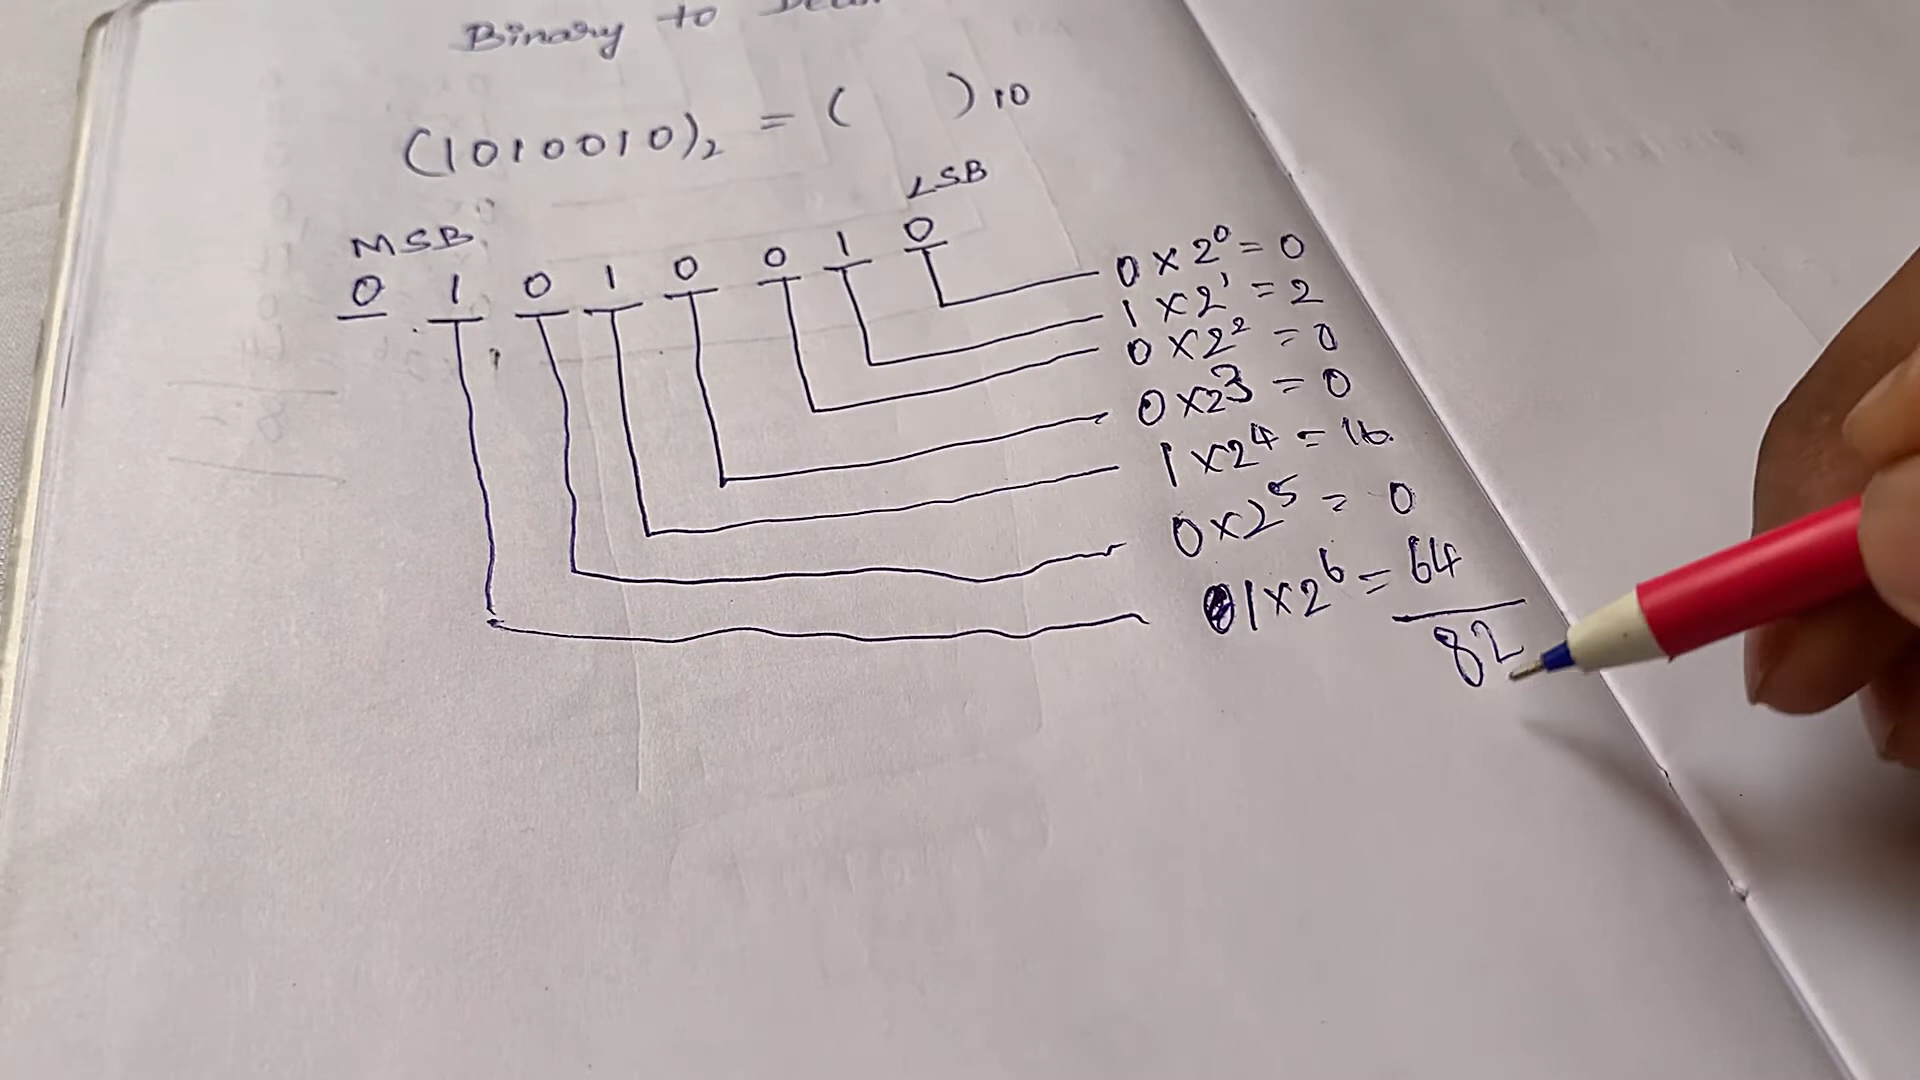 Binary to
(1010010)₂ = ( )10
MSB LSB
0 1 0 1 0 0 1 0
0 × 2⁰ = 0
1 × 2¹ = 2
0 × 2² = 0
0 × 2³ = 0
1 × 2⁴ = 16
0 × 2⁵ = 0
1 × 2⁶ = 64
82